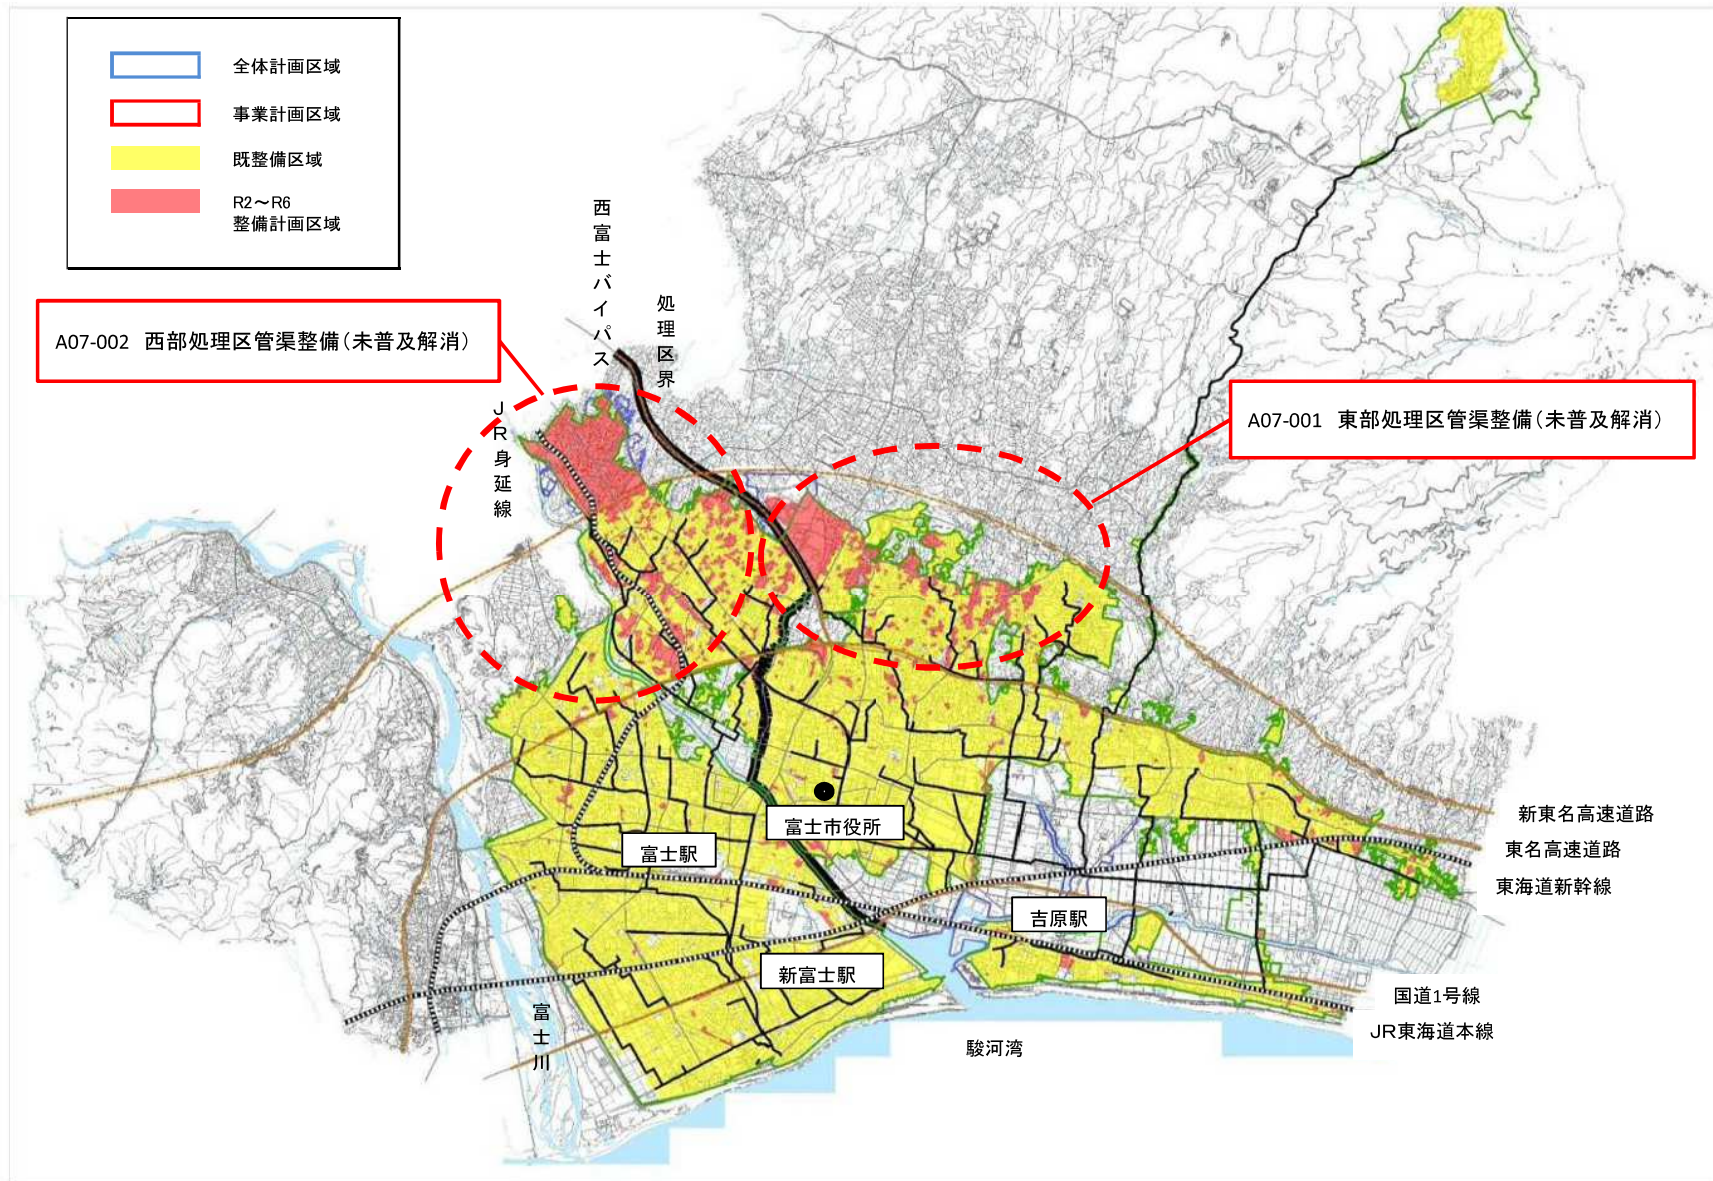 全体計画区域
事業計画区域
既整備区域
R2～R6
整備計画区域
西富士バイパス
処理区界
A07-002 西部処理区管渠整備（未普及解消）
JR身延線
A07-001 東部処理区管渠整備（未普及解消）
富士市役所
富士駅
吉原駅
新富士駅
新東名高速道路
東名高速道路
東海道新幹線
国道1号線
JR東海道本線
富士川
駿河湾